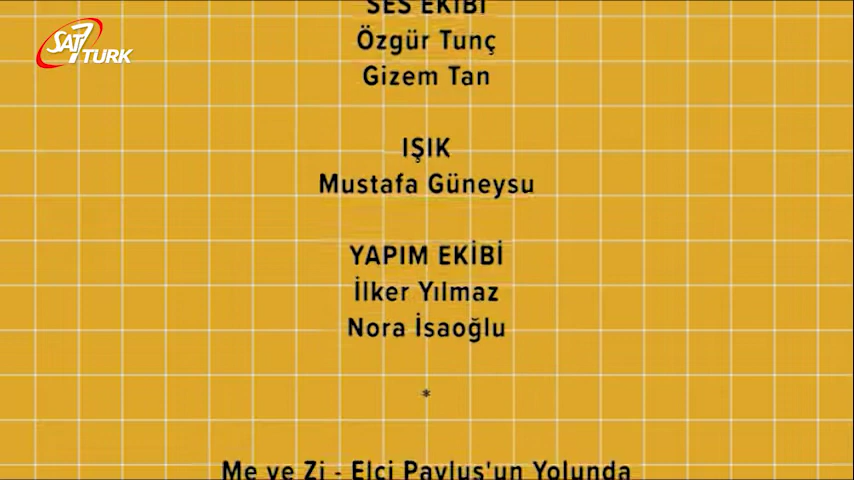 SES EKİBİ
SAT7
TÜRK
Özgür Tunç
Gizem Tan
IŞIK
Mustafa Güneysu
YAPIM EKİBİ
İlker Yılmaz
Nora İsaoğlu
*
Me ve Zi - Elçi Pavlus'un Yolunda